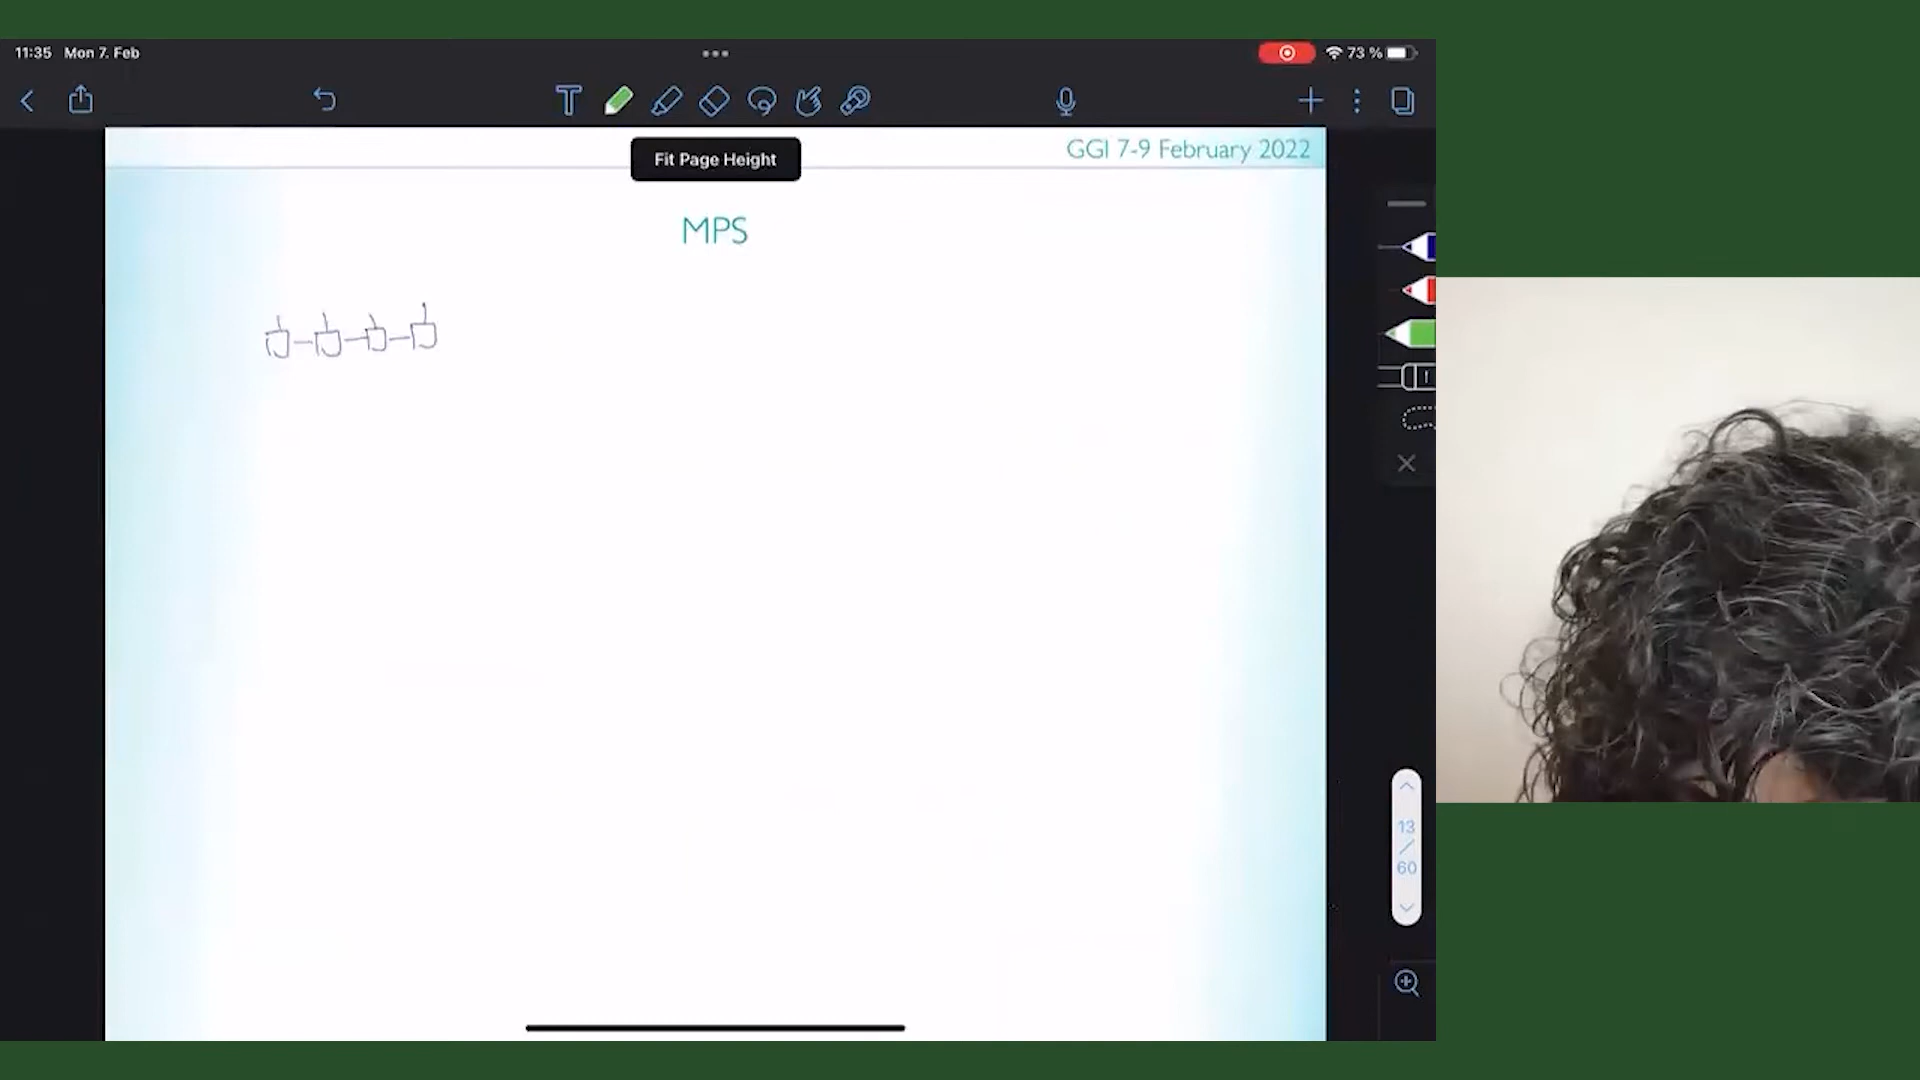 11:35 Mon 7. Feb
73 %
Fit Page Height
GGI 7-9 February 2022
MPS
13
/
60